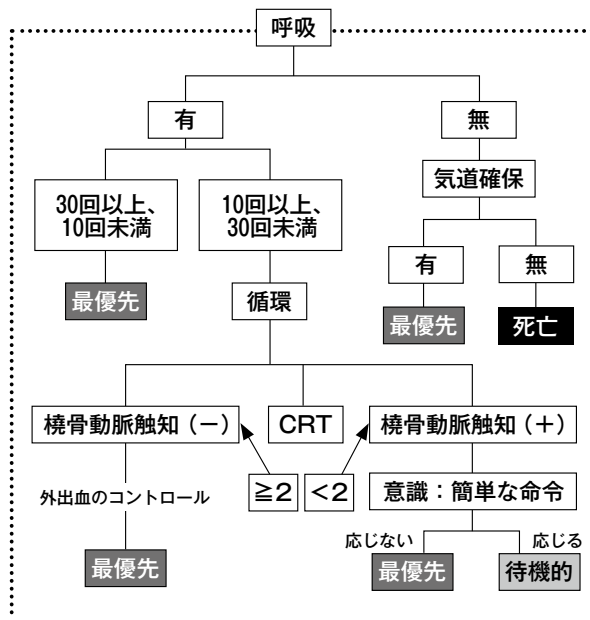 呼吸
有
無
気道確保
30回以上、
10回未満
10回以上、
30回未満
有
無
最優先
循環
最優先
死亡
橈骨動脈触知（－）
CRT
橈骨動脈触知（＋）
≧2
＜2
意識：簡単な命令
外出血のコントロール
応じない
応じる
最優先
最優先
待機的